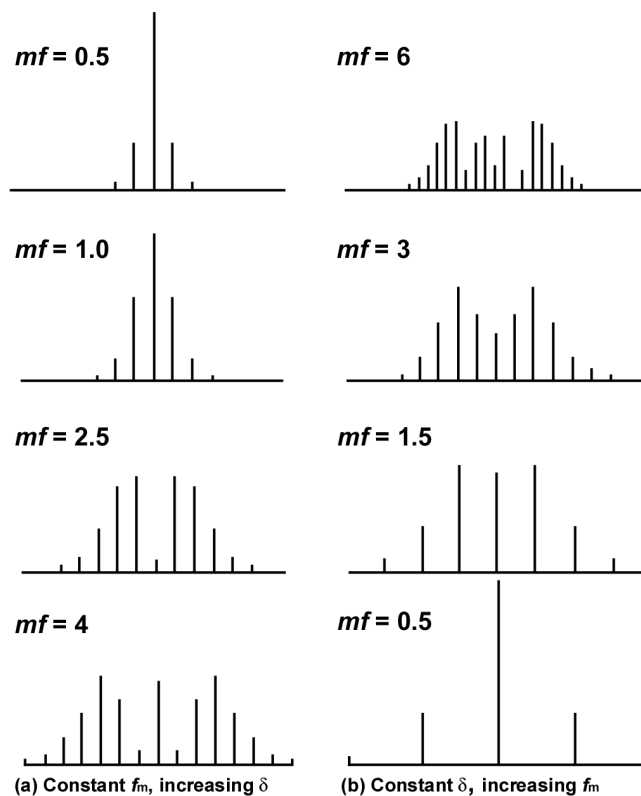 mf = 0.5
mf = 6
mf = 1.0
mf = 3
mf = 2.5
mf = 1.5
mf = 4
mf = 0.5
(a) Constant fm, increasing δ
(b) Constant δ, increasing fm